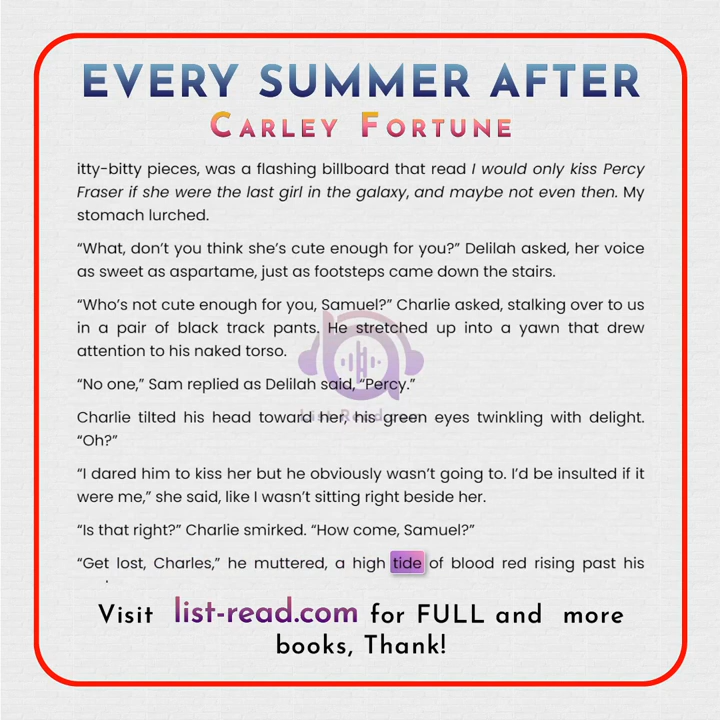 EVERY SUMMER AFTER
CARLEY FORTUNE
itty-bitty pieces, was a flashing billboard that read I would only kiss Percy
Fraser if she were the last girl in the galaxy, and maybe not even then. My
stomach lurched.
“What, don’t you think she’s cute enough for you?” Delilah asked, her voice
as sweet as aspartame, just as footsteps came down the stairs.
“Who’s not cute enough for you, Samuel?” Charlie asked, stalking over to us
in a pair of black track pants. He stretched up into a yawn that drew
attention to his naked torso.
“No one,” Sam replied as Delilah said, “Percy.”
Charlie tilted his head toward her, his green eyes twinkling with delight.
“Oh?”
“I dared him to kiss her but he obviously wasn’t going to. I’d be insulted if it
were me,” she said, like I wasn’t sitting right beside her.
“Is that right?” Charlie smirked. “How come, Samuel?”
“Get lost, Charles,” he muttered, a high tide of blood red rising past his
Visit list-read.com for FULL and more
books, Thank!